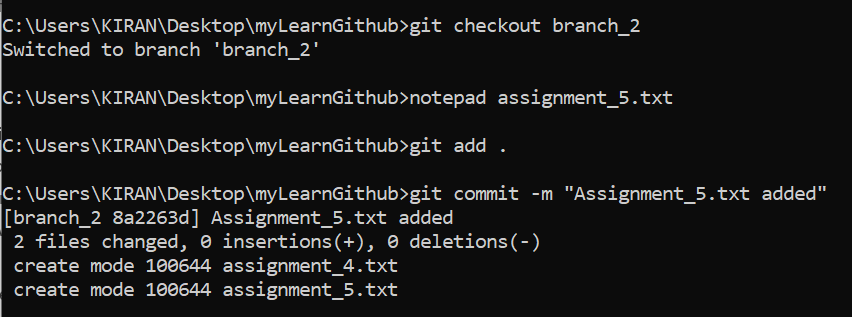 C:\Users\KIRAN\Desktop\myLearnGithub>git checkout branch_2
Switched to branch 'branch_2'
C:\Users\KIRAN\Desktop\myLearnGithub>notepad assignment_5.txt
C:\Users\KIRAN\Desktop\myLearnGithub>git add .
C:\Users\KIRAN\Desktop\myLearnGithub>git commit -m "Assignment_5.txt added"
[branch_2 8a2263d] Assignment_5.txt added
 2 files changed, 0 insertions(+), 0 deletions(-)
 create mode 100644 assignment_4.txt
 create mode 100644 assignment_5.txt